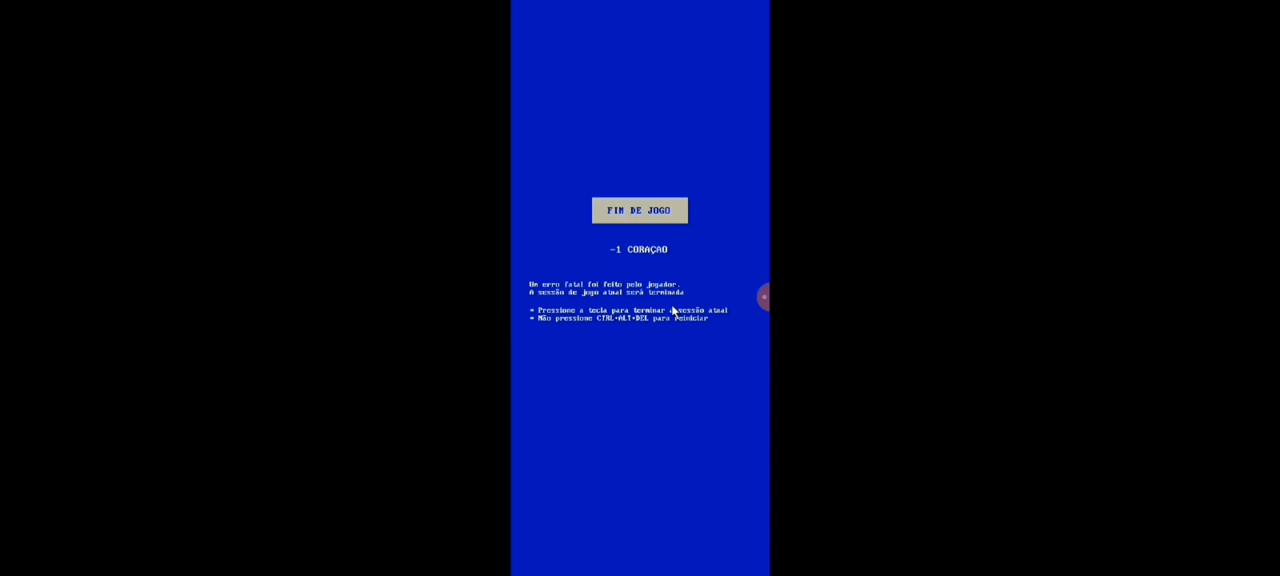 FIM DE JOGO
-1 CORAÇAO
Um erro fatal foi feito pelo jogador.
A sessão de jogo atual será terminada
* Pressione a tecla para terminar a sessão atual
* Não pressione CTRL+ALT+DEL para reiniciar